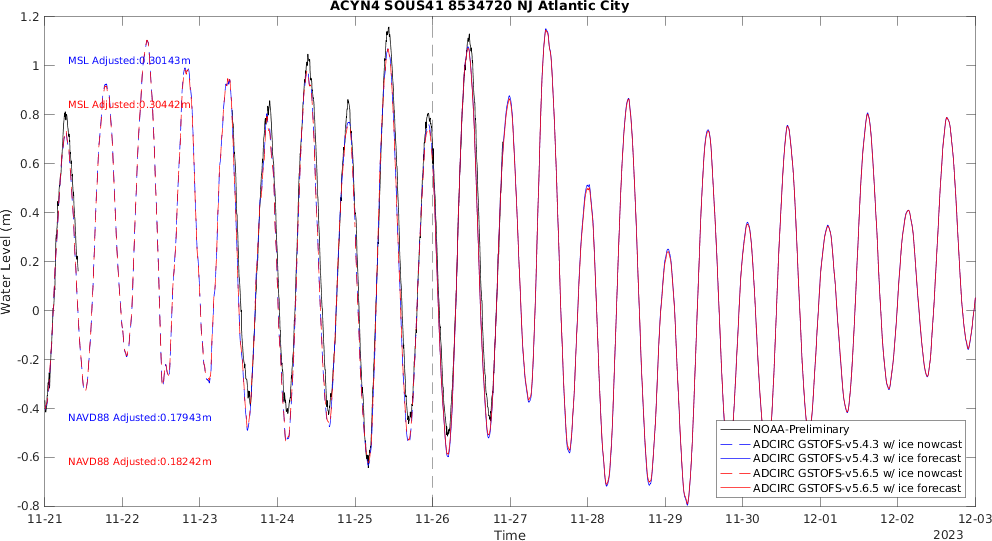 ACYN4 SOUS41 8534720 NJ Atlantic City
1.2
1
0.8
0.6
0.4
0.2
0
-0.2
-0.4
-0.6
-0.8
Water Level (m)
MSL Adjusted:0.30143m
MSL Adjusted:0.30442m
NAVD88 Adjusted:0.17943m
NAVD88 Adjusted:0.18242m
NOAA-Preliminary
ADCIRC GSTOFS-v5.4.3 w/ ice nowcast
ADCIRC GSTOFS-v5.4.3 w/ ice forecast
ADCIRC GSTOFS-v5.6.5 w/ ice nowcast
ADCIRC GSTOFS-v5.6.5 w/ ice forecast
11-21 11-22 11-23 11-24 11-25 11-26 11-27 11-28 11-29 11-30 12-01 12-02 12-03
Time
2023